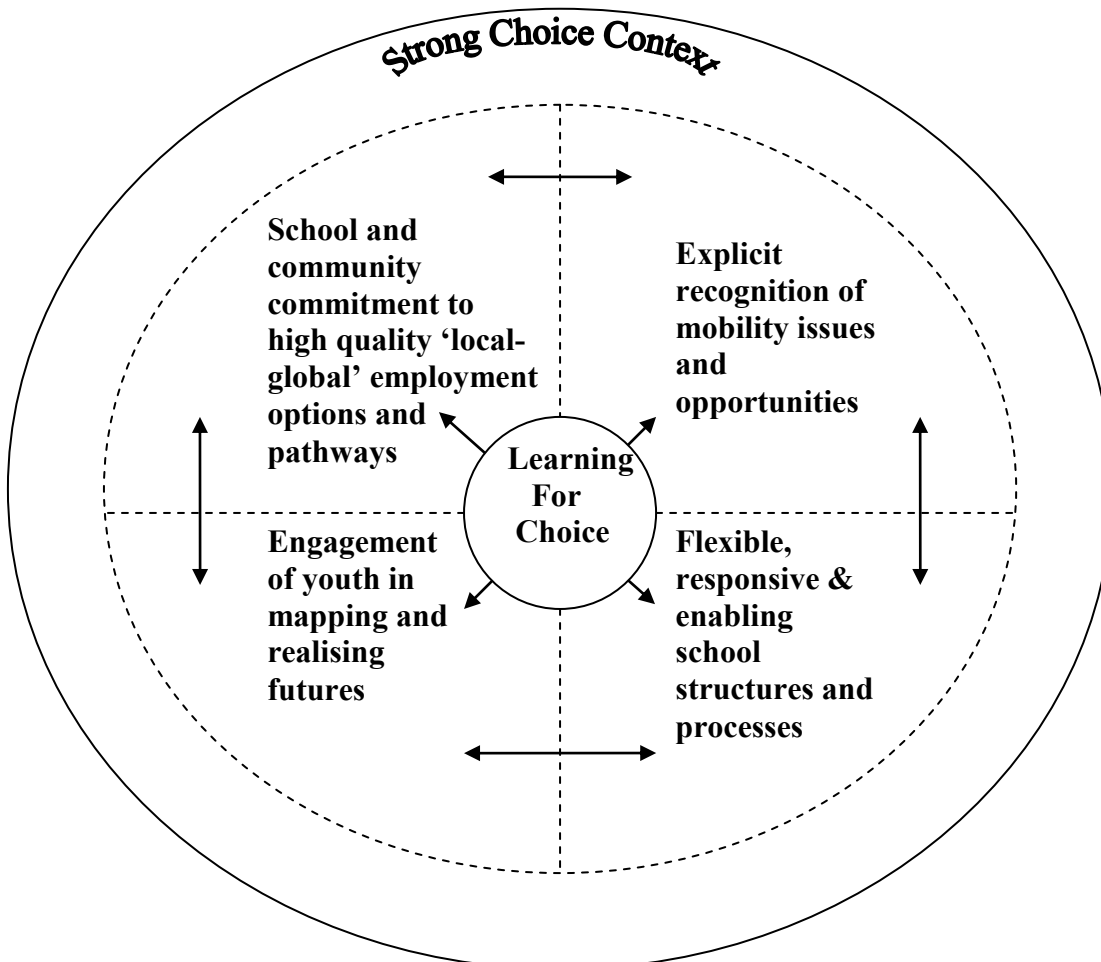 Strong Choice Context
School and
community
commitment to
high quality ‘local-
global’ employment
options and
pathways
Explicit
recognition of
mobility issues
and
opportunities
Learning
For
Choice
Engagement
of youth in
mapping and
realising
futures
Flexible,
responsive &
enabling
school
structures and
processes